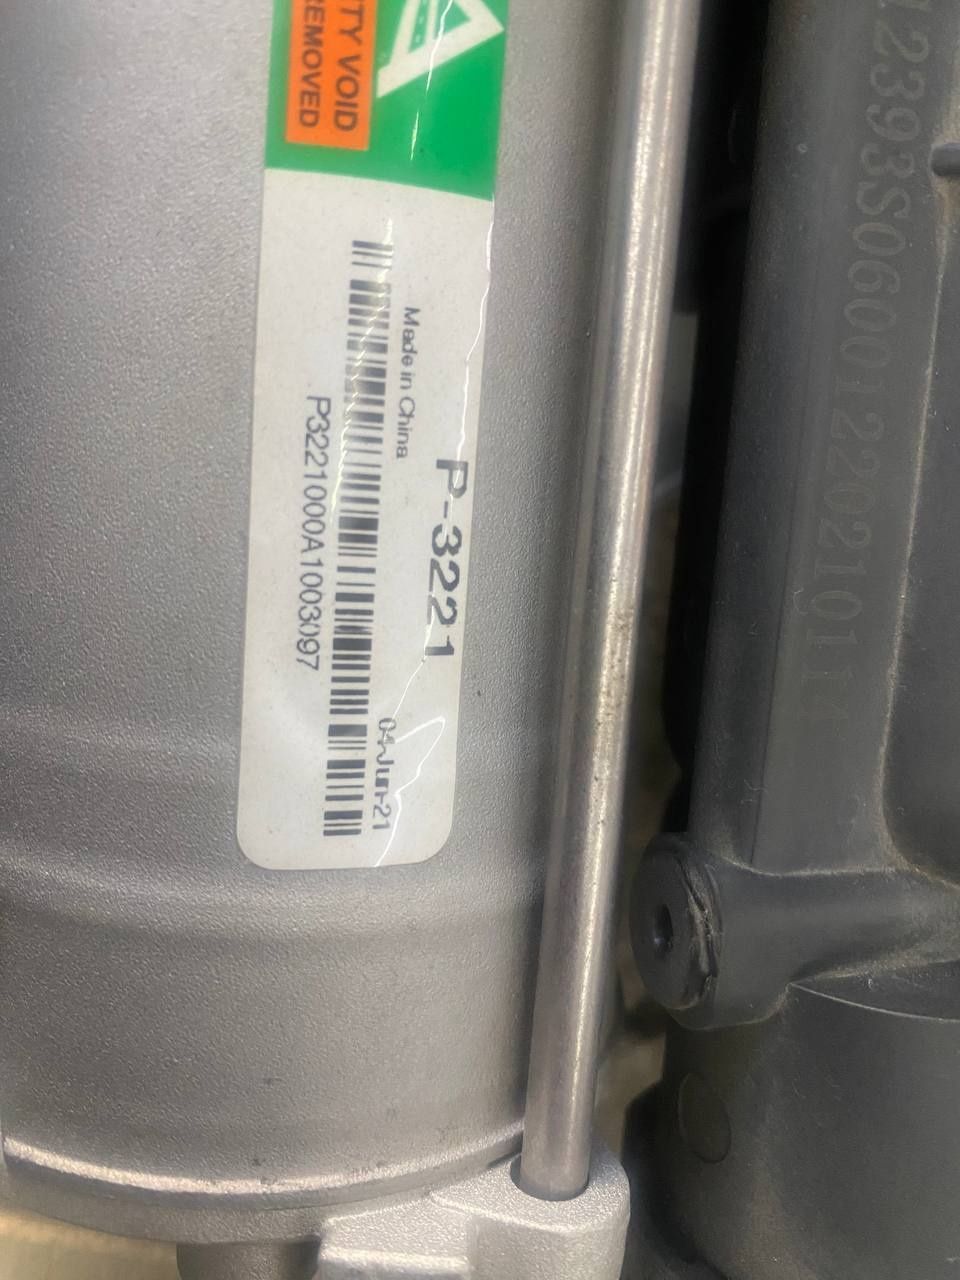 TY VOID
REMOVED
P-3221
Made in China
04-Jun-21
P3221000A1003097